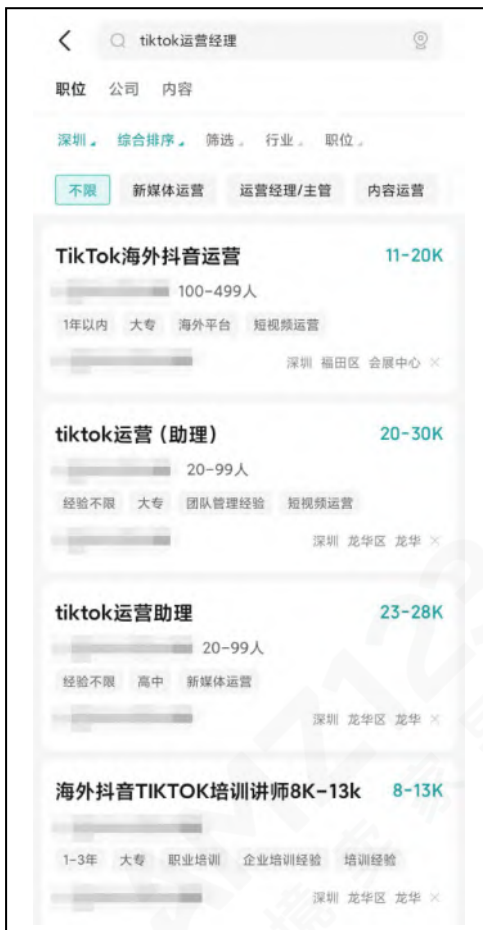 tiktok运营经理
职位 公司 内容
深圳 综合排序 筛选 行业 职位
不限 新媒体运营 运营经理/主管 内容运营
TikTok海外抖音运营 11-20K
100-499人
1年以内 大专 海外平台 短视频运营
深圳 福田区 会展中心
tiktok运营（助理） 20-30K
20-99人
经验不限 大专 团队管理经验 短视频运营
深圳 龙华区 龙华
tiktok运营助理 23-28K
20-99人
经验不限 高中 新媒体运营
深圳 龙华区 龙华
海外抖音TIKTOK培训讲师8K-13k 8-13K
1-3年 大专 职业培训 企业培训经验 培训经验
深圳 龙华区 龙华